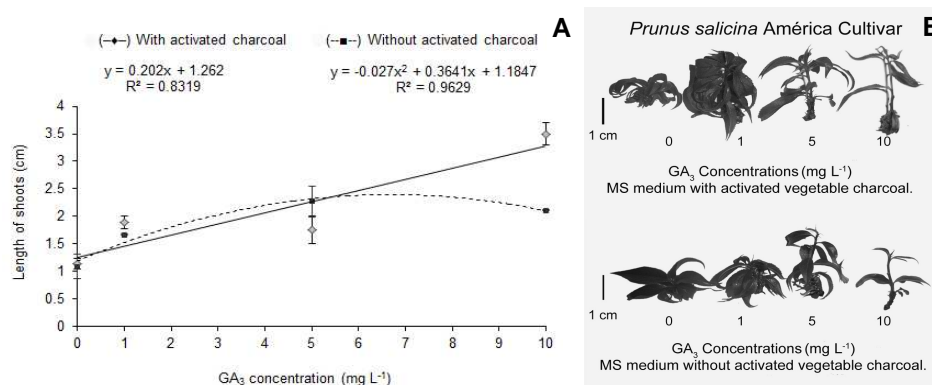 (–♦–) With activated charcoal
(--■--) Without activated charcoal
A
y = 0.202x + 1.262
R² = 0.8319
y = -0.027x² + 0.3641x + 1.1847
R² = 0.9629
Length of shoots (cm)
4
3.5
3
2.5
2
1.5
1
0.5
0
0 1 2 3 4 5 6 7 8 9 10
GA₃ concentration (mg L⁻¹)
Prunus salicina América Cultivar
B
1 cm
0 1 5 10
GA₃ Concentrations (mg L⁻¹)
MS medium with activated vegetable charcoal.
1 cm
0 1 5 10
GA₃ Concentrations (mg L⁻¹)
MS medium without activated vegetable charcoal.